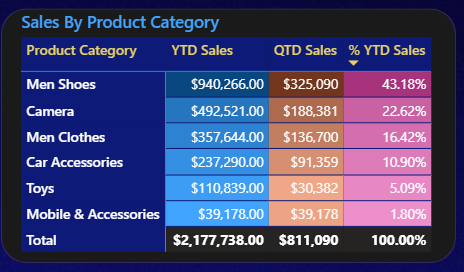 Sales By Product Category
Product Category YTD Sales QTD Sales % YTD Sales
Men Shoes $940,266.00 $325,090 43.18%
Camera $492,521.00 $188,381 22.62%
Men Clothes $357,644.00 $136,700 16.42%
Car Accessories $237,290.00 $91,359 10.90%
Toys $110,839.00 $30,382 5.09%
Mobile & Accessories $39,178.00 $39,178 1.80%
Total $2,177,738.00 $811,090 100.00%